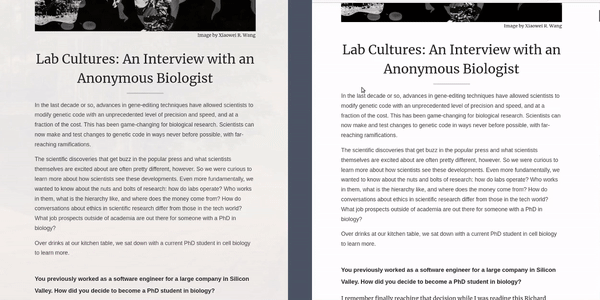 Image by Xiaowei R. Wang
Lab Cultures: An Interview with an
Anonymous Biologist
In the last decade or so, advances in gene-editing techniques have allowed scientists to
modify genetic code with an unprecedented level of precision and speed, and at a
fraction of the cost. This has been game-changing for biological research. Scientists can
now make and test changes to genetic code in ways never before possible, with far-
reaching ramifications.
The scientific discoveries that get buzz in the popular press and what scientists
themselves are excited about are often pretty different, however. So we were curious to
learn more about how scientists see these developments. Even more fundamentally, we
wanted to know about the nuts and bolts of research: how do labs operate? Who works
in them, what is the hierarchy like, and where does the money come from? How do
conversations about ethics in scientific research differ from those in the tech world?
What job prospects outside of academia are out there for someone with a PhD in
biology?
Over drinks at our kitchen table, we sat down with a current PhD student in cell biology
to learn more.
You previously worked as a software engineer for a large company in Silicon
Valley. How did you decide to become a PhD student in biology?
Image by Xiaowei R. Wang
Lab Cultures: An Interview with an
Anonymous Biologist
In the last decade or so, advances in gene-editing techniques have allowed scientists to
modify genetic code with an unprecedented level of precision and speed, and at a
fraction of the cost. This has been game-changing for biological research. Scientists can
now make and test changes to genetic code in ways never before possible, with far-
reaching ramifications.
The scientific discoveries that get buzz in the popular press and what scientists
themselves are excited about are often pretty different, however. So we were curious to
learn more about how scientists see these developments. Even more fundamentally, we
wanted to know about the nuts and bolts of research: how do labs operate? Who works
in them, what is the hierarchy like, and where does the money come from? How do
conversations about ethics in scientific research differ from those in the tech world?
What job prospects outside of academia are out there for someone with a PhD in
biology?
Over drinks at our kitchen table, we sat down with a current PhD student in cell biology
to learn more.
You previously worked as a software engineer for a large company in Silicon
Valley. How did you decide to become a PhD student in biology?
I remember finally reaching that decision while I was reading this Richard